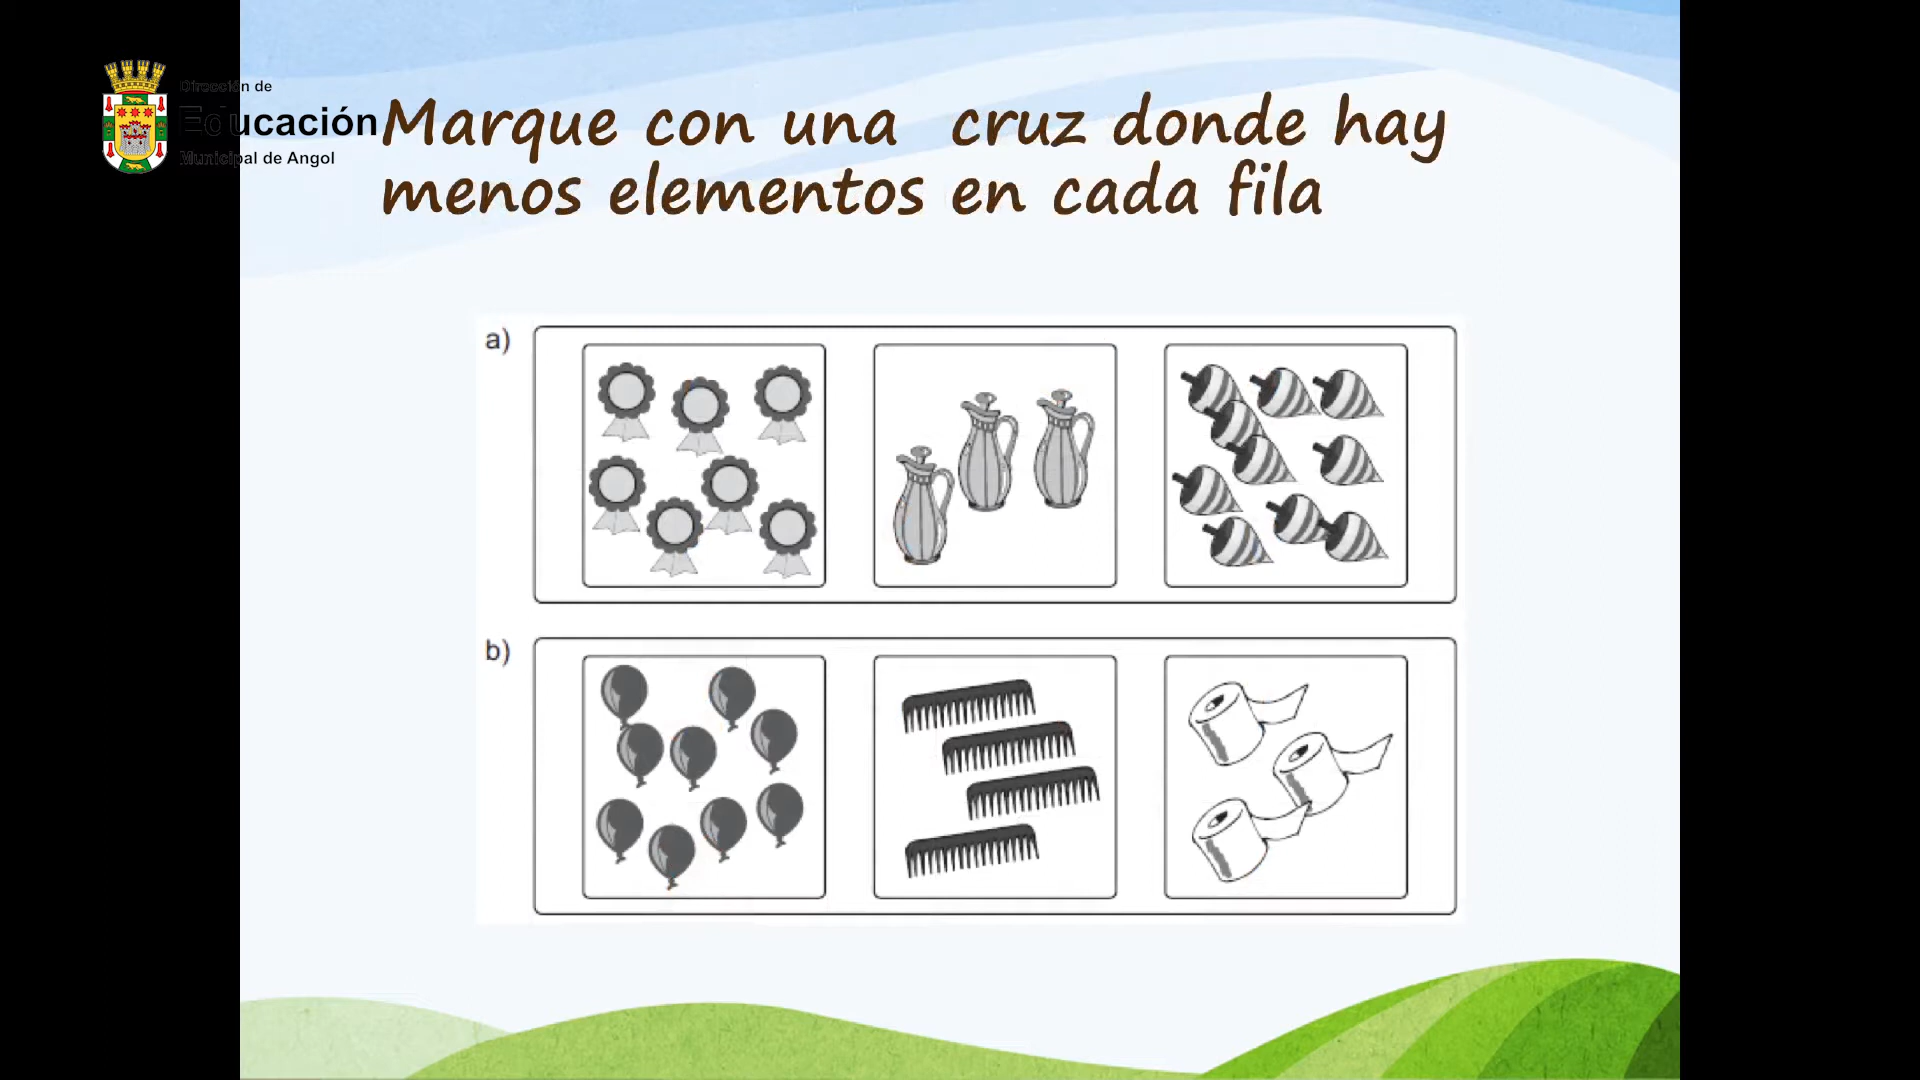 Dirección de
Educación
Municipal de Angol
Marque con una cruz donde hay
menos elementos en cada fila
a)
b)